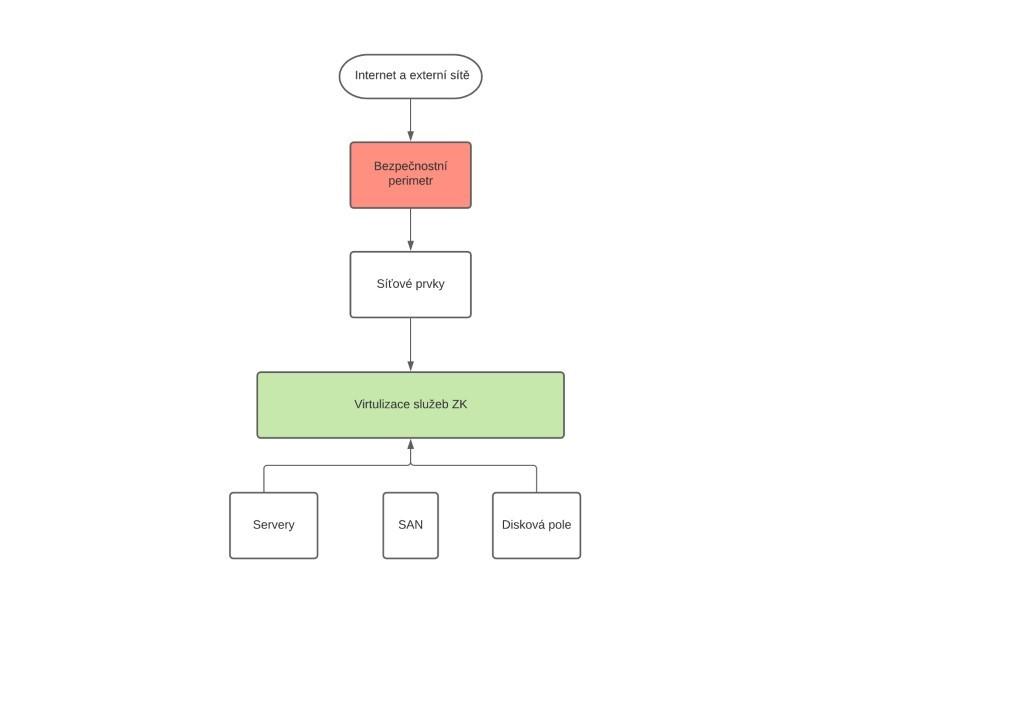 Internet a externí sítě
Bezpečnostní
perimetr
Síťové prvky
Virtulizace služeb ZK
Servery
SAN
Disková pole